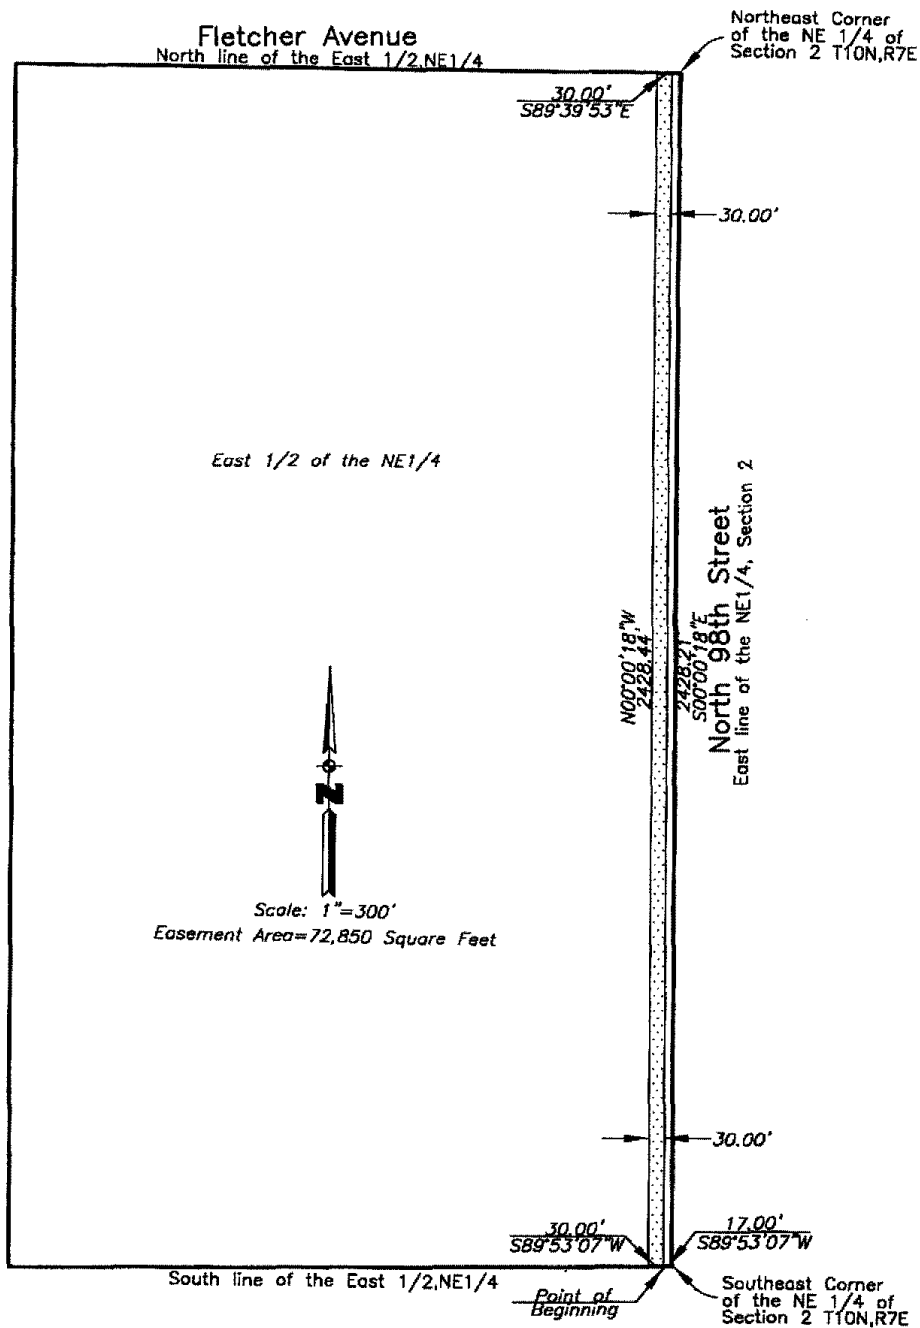 Fletcher Avenue
North line of the East 1/2,NE1/4
Northeast Corner
of the NE 1/4 of
Section 2 T10N,R7E
30.00'
S89°39'53"E
30.00'
East 1/2 of the NE1/4
N00°00'18"W
2428.44'
2428.21'
S00°00'18"E
North 98th Street
East line of the NE1/4, Section 2
N
Scale: 1"=300'
Easement Area=72,850 Square Feet
30.00'
30.00'
S89°53'07"W
17.00'
S89°53'07"W
South line of the East 1/2,NE1/4
Point of
Beginning
Southeast Corner
of the NE 1/4 of
Section 2 T10N,R7E